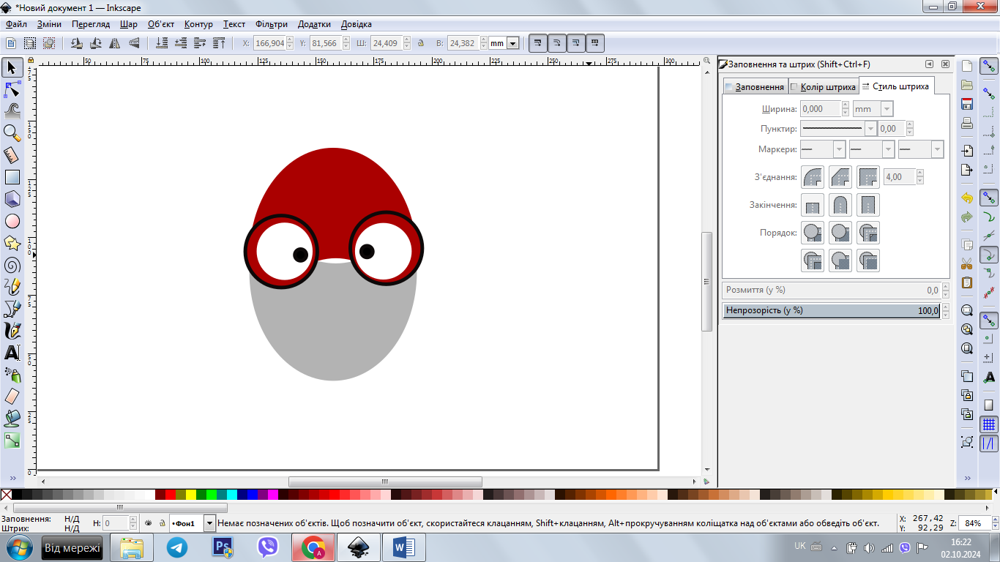 *Новий документ 1 — Inkscape
Файл Зміни Перегляд Шар Об'єкт Контур Текст Фільтри Додатки Довідка
X: 166,904 Y: 81,566 Ш: 24,409 В: 24,382 mm
50 75 100 125 150 175 200 225 250 275 300
Заповнення та штрих (Shift+Ctrl+F)
Заповнення Колір штриха Стиль штриха
Ширина: 0,000 mm
Пунктир: 0,00
Маркери:
З'єднання: 4,00
Закінчення:
Порядок:
Розмиття (у %) 0,0
Непрозорість (у %) 100,0
Заповнення: Н/Д
Штрих: Н/Д
Н: 0
•Фон1
Немає позначених об'єктів. Щоб позначити об'єкт, скористайтеся клацанням, Shift+клацанням, Alt+прокручуванням коліщатка над об'єктами або обведіть об'єкт.
X: 267,42
Y: 92,29
Z: 84%
Від мережі
UK
16:22
02.10.2024